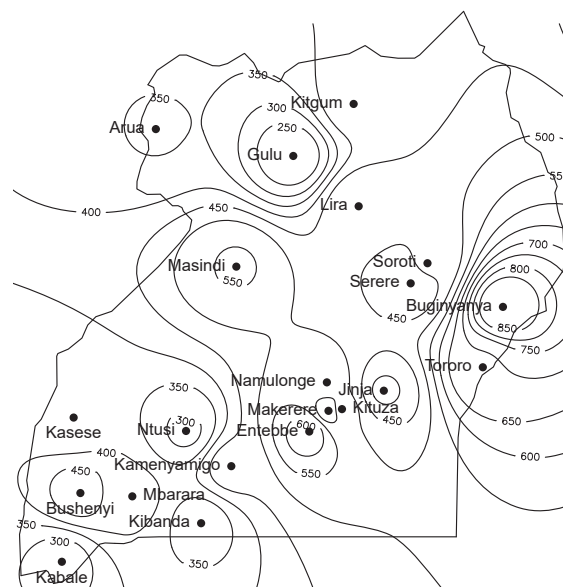 350
350
Kitgum
300
Arua
250
500
Gulu
55
400
450
Lira
700
Soroti
Masindi
800
550
Serere
Buginyanya
450
850
750
Tororo
Namulonge
350
Jinja
Makerere
Kituza
300
600
450
650
Kasese
Ntusi
Entebbe
400
600
450
Kamenyamigo
550
Mbarara
Bushenyi
350
Kibanda
300
350
Kabale